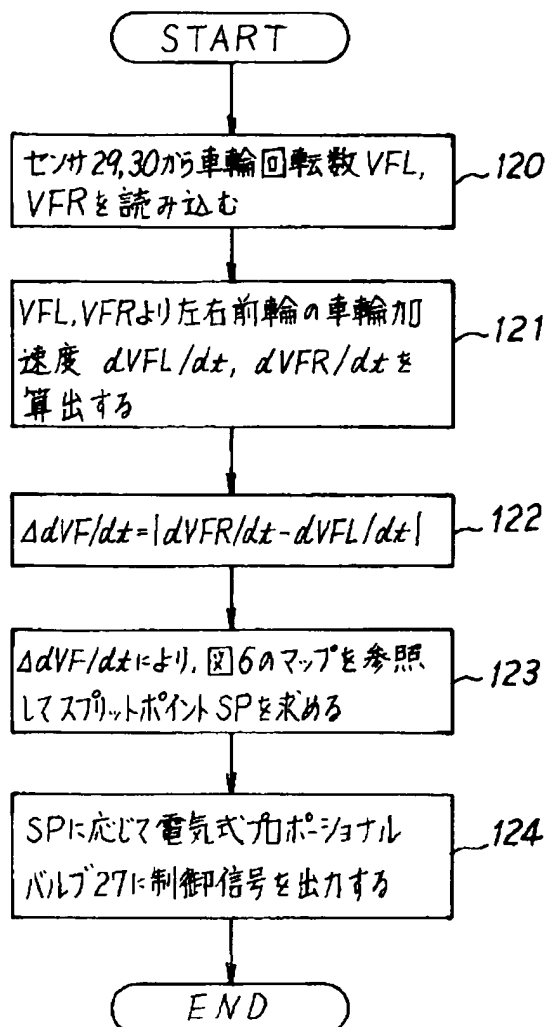 START
センサ29,30から車輪回転数VFL,
VFRを読み込む
120
VFL,VFRより左右前輪の車輪加
速度 dVFL/dt, dVFR/dtを
算出する
121
ΔdVF/dt=|dVFR/dt-dVFL/dt|
122
ΔdVF/dtにより,図6のマップを参照
してスプリットポイントSPを求める
123
SPに応じて電気式プロポーショナル
バルブ27に制御信号を出力する
124
END